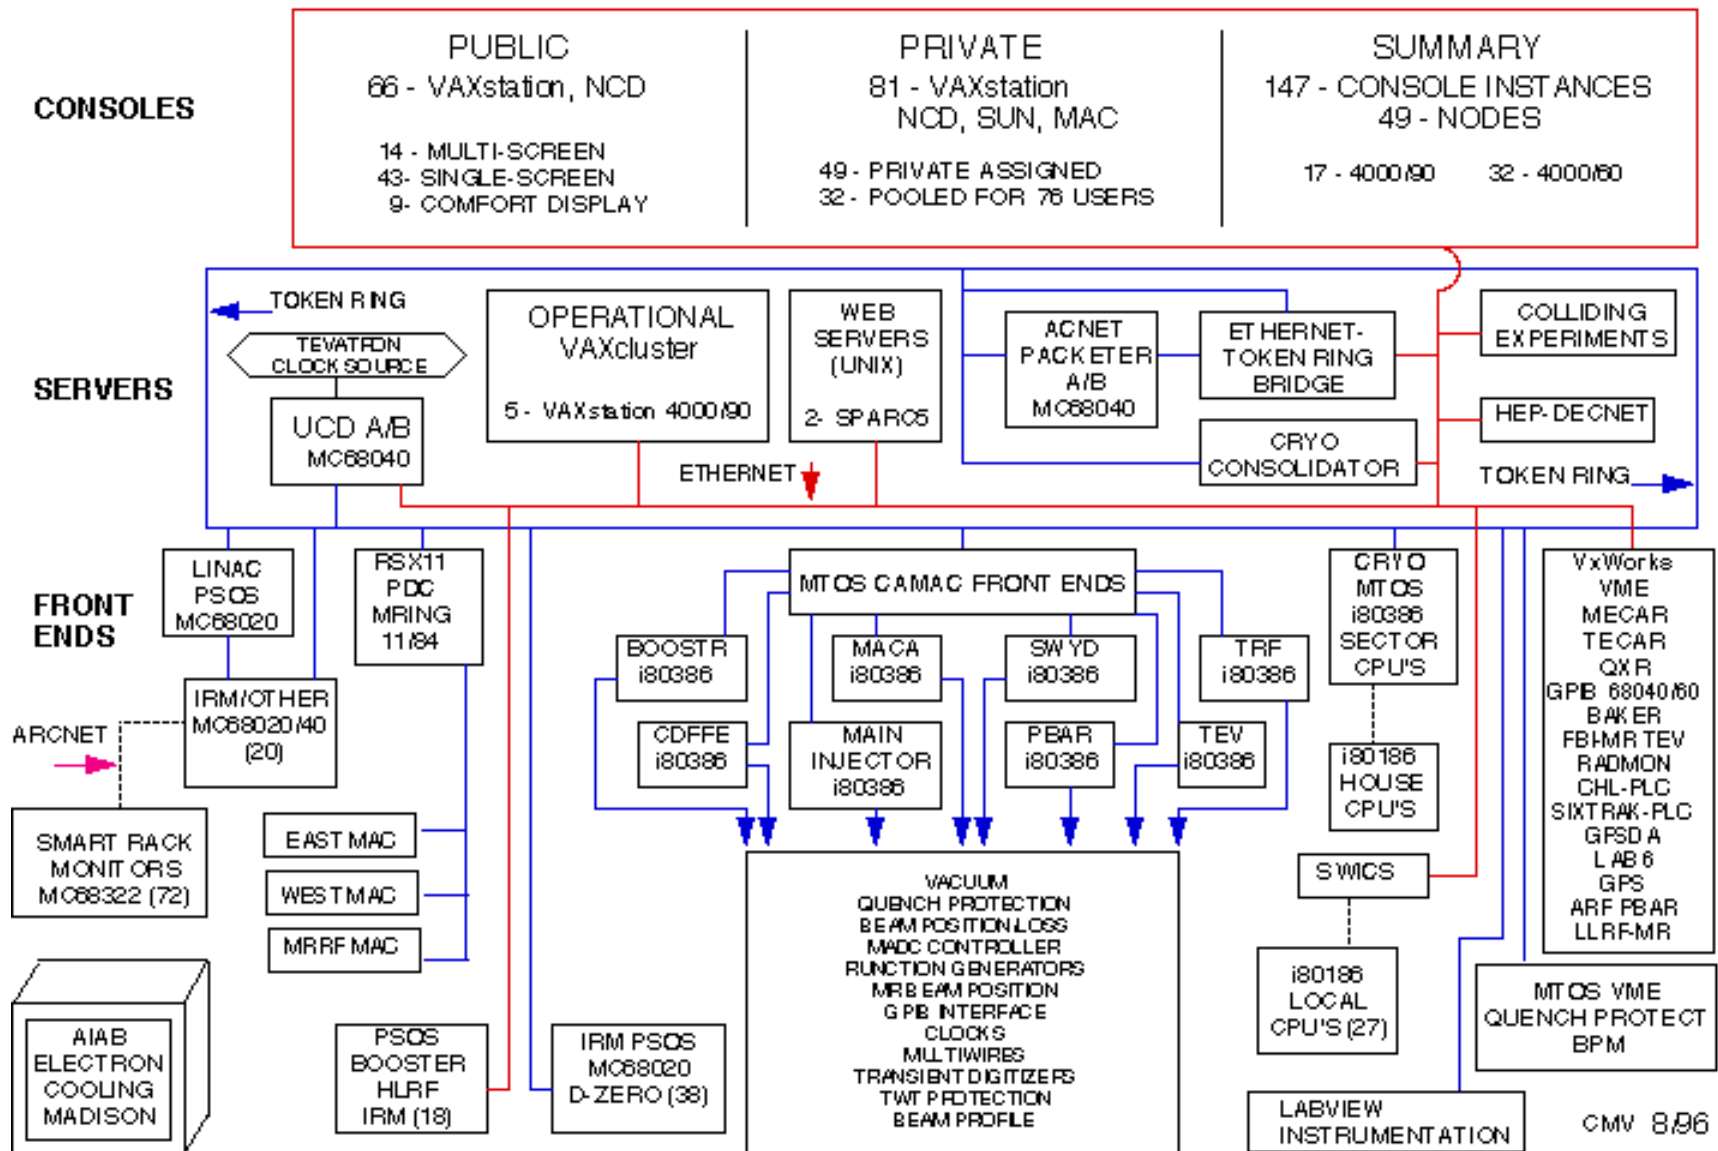 CONSOLES
PUBLIC
66 - VAXstation, NCD
14 - MULTI-SCREEN
43- SINGLE-SCREEN
9- COMFORT DISPLAY
PRIVATE
81 - VAXstation
NCD, SUN, MAC
49 - PRIVATE ASSIGNED
32 - POOLED FOR 76 USERS
SUMMARY
147 - CONSOLE INSTANCES
49 - NODES
17 - 4000/90 32 - 4000/60
SERVERS
TOKEN RING
TEVATRON
CLOCK SOURCE
UCD A/B
MC68040
OPERATIONAL
VAXcluster
5 - VAXstation 4000/90
WEB
SERVERS
(UNIX)
2- SPARC5
ETHERNET
ACNET
PACKETER
A/B
MC68040
ETHERNET-
TOKEN RING
BRIDGE
CRYO
CONSOLIDATOR
COLLIDING
EXPERIMENTS
HEP-DECNET
TOKEN RING
FRONT
ENDS
LINAC
PSOS
MC68020
RSX11
PDC
MRING
11/84
IRM/OTHER
MC68020/40
(20)
ARCNET
SMART RACK
MONITORS
MC68322 (72)
EAST MAC
WEST MAC
MRRF MAC
AIAB
ELECTRON
COOLING
MADISON
PSOS
BOOSTER
HLRF
IRM (18)
IRM PSOS
MC68020
D-ZERO (38)
MTOS CAMAC FRONT ENDS
BOOSTR
i80386
MACA
i80386
SWYD
i80386
TRF
i80386
CDFFE
i80386
MAIN
INJECTOR
i80386
PBAR
i80386
TEV
i80386
VACUUM
QUENCH PROTECTION
BEAM POSITION/LOSS
MADC CONTROLLER
RUNCTION GENERATORS
MR BEAM POSITION
GPIB INTERFACE
CLOCKS
MULTIWIRES
TRANSIENT DIGITIZERS
TWT PROTECTION
BEAM PROFILE
CRYO
MTOS
i80386
SECTOR
CPU'S
i80186
HOUSE
CPU'S
SWICS
i80186
LOCAL
CPU'S (27)
VxWorks
VME
MECAR
TECAR
QXR
GPIB 68040/60
BAKER
FBI-MR TEV
RADMON
CHL-PLC
SIXTRAK-PLC
GPSDA
LAB6
GPS
ARF PBAR
LLRF-MR
MTOS VME
QUENCH PROTECT
BPM
LABVIEW
INSTRUMENTATION
CMV 8/96